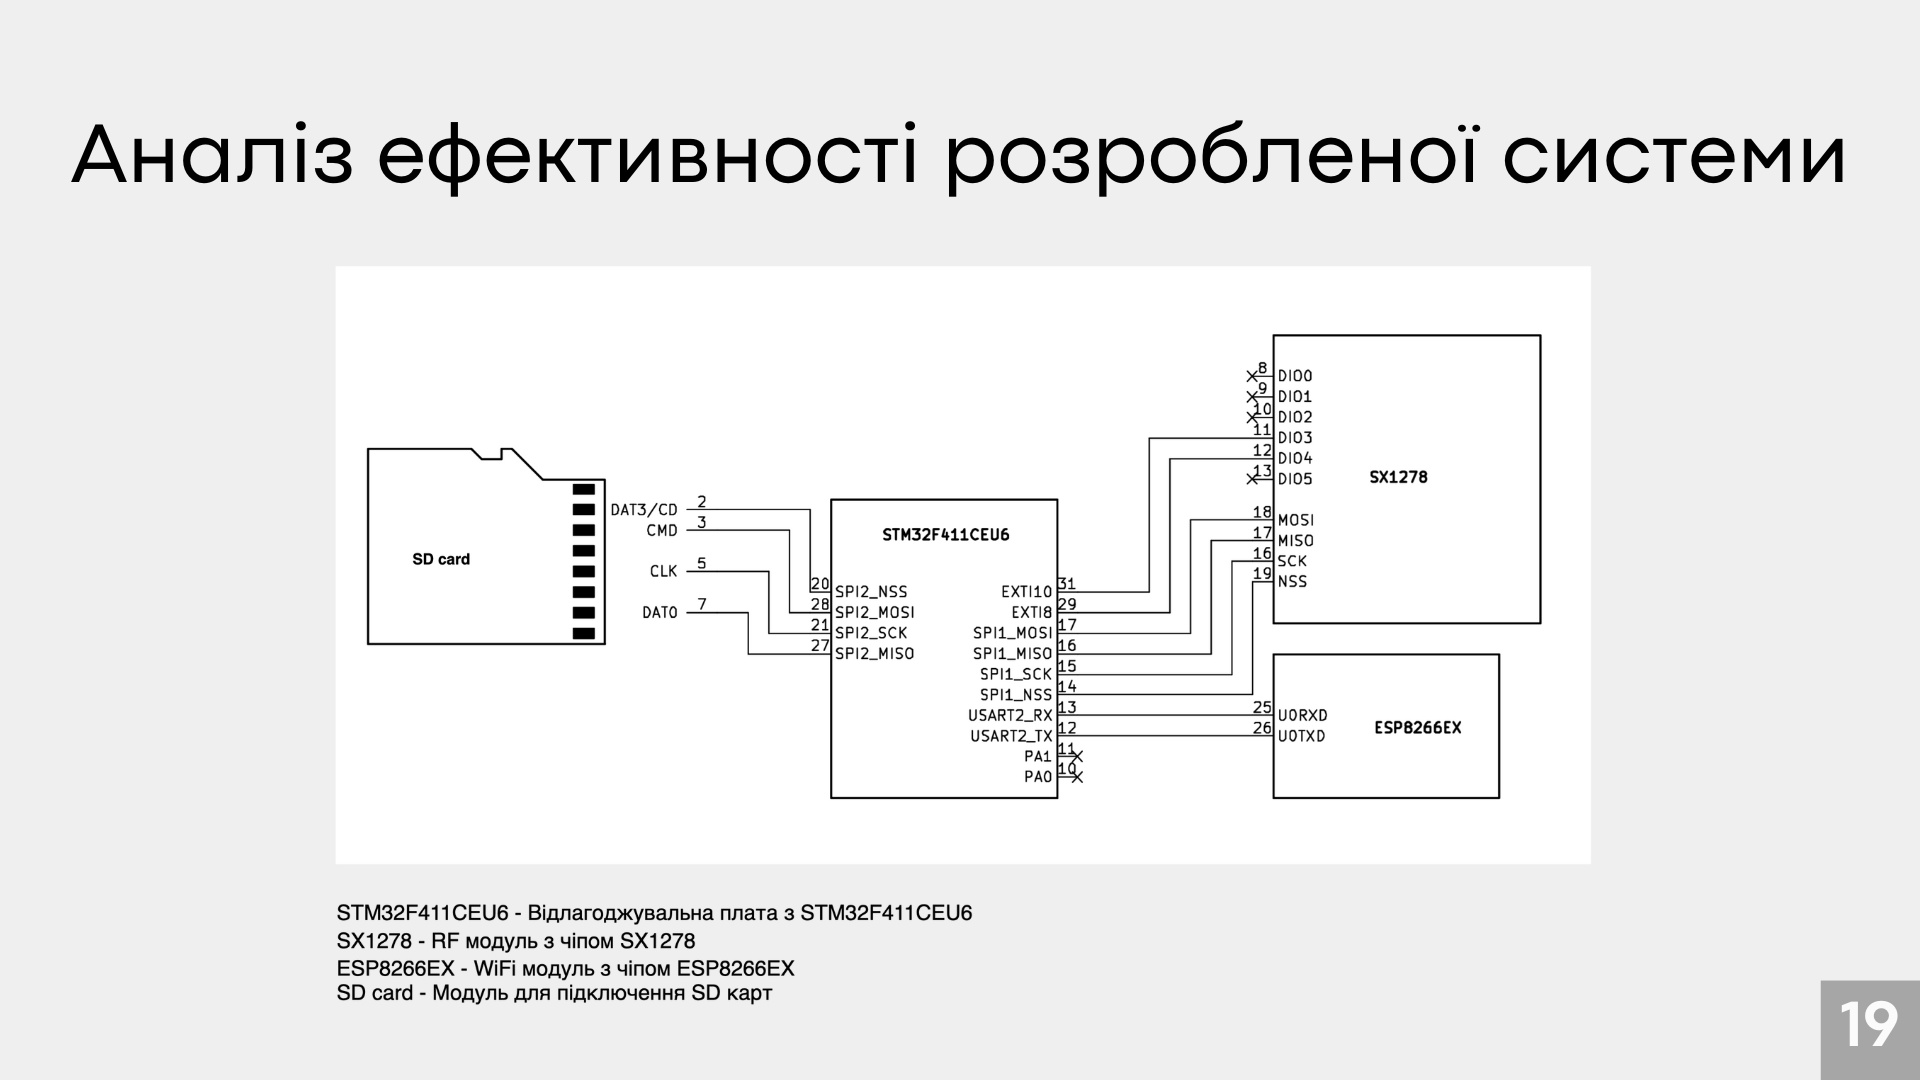 Аналіз ефективності розробленої системи
SD card
DAT3/CD 2
CMD 3
CLK 5
DAT0 7
STM32F411CEU6
20 SPI2_NSS
28 SPI2_MOSI
21 SPI2_SCK
27 SPI2_MISO
EXTI10 31
EXTI8 29
SPI1_MOSI 17
SPI1_MISO 16
SPI1_SCK 15
SPI1_NSS 14
USART2_RX 13
USART2_TX 12
PA1 11
PA0 10
8 DIO0
9 DIO1
10 DIO2
11 DIO3
12 DIO4
13 DIO5
SX1278
18 MOSI
17 MISO
16 SCK
19 NSS
25 U0RXD
26 U0TXD
ESP8266EX
STM32F411CEU6 - Відлагоджувальна плата з STM32F411CEU6
SX1278 - RF модуль з чіпом SX1278
ESP8266EX - WiFi модуль з чіпом ESP8266EX
SD card - Модуль для підключення SD карт
19